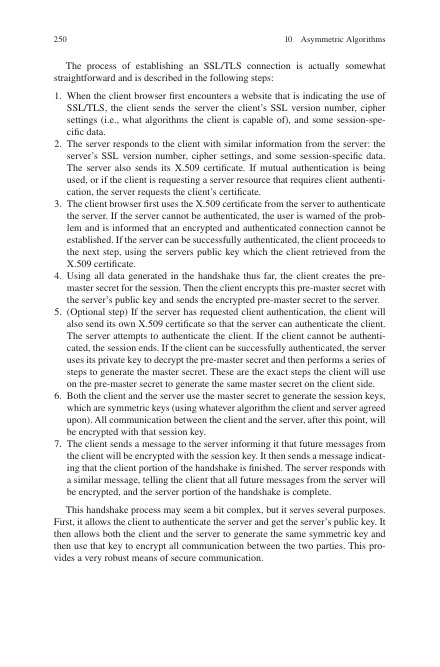 250
10 Asymmetric Algorithms
The process of establishing an SSL/TLS connection is actually somewhat
straightforward and is described in the following steps:
1. When the client browser first encounters a website that is indicating the use of
SSL/TLS, the client sends the server the client's SSL version number, cipher
settings (i.e., what algorithms the client is capable of), and some session-spe-
cific data.
2. The server responds to the client with similar information from the server: the
server's SSL version number, cipher settings, and some session-specific data.
The server also sends its X.509 certificate. If mutual authentication is being
used, or if the client is requesting a server resource that requires client authenti-
cation, the server requests the client's certificate.
3. The client browser first uses the X.509 certificate from the server to authenticate
the server. If the server cannot be authenticated, the user is warned of the prob-
lem and is informed that an encrypted and authenticated connection cannot be
established. If the server can be successfully authenticated, the client proceeds to
the next step, using the servers public key which the client retrieved from the
X.509 certificate.
4. Using all data generated in the handshake thus far, the client creates the pre-
master secret for the session. Then the client encrypts this pre-master secret with
the server's public key and sends the encrypted pre-master secret to the server.
5. (Optional step) If the server has requested client authentication, the client will
also send its own X.509 certificate so that the server can authenticate the client.
The server attempts to authenticate the client. If the client cannot be authenti-
cated, the session ends. If the client can be successfully authenticated, the server
uses its private key to decrypt the pre-master secret and then performs a series of
steps to generate the master secret. These are the exact steps the client will use
on the pre-master secret to generate the same master secret on the client side.
6. Both the client and the server use the master secret to generate the session keys,
which are symmetric keys (using whatever algorithm the client and server agreed
upon). All communication between the client and the server, after this point, will
be encrypted with that session key.
7. The client sends a message to the server informing it that future messages from
the client will be encrypted with the session key. It then sends a message indicat-
ing that the client portion of the handshake is finished. The server responds with
a similar message, telling the client that all future messages from the server will
be encrypted, and the server portion of the handshake is complete.
This handshake process may seem a bit complex, but it serves several purposes.
First, it allows the client to authenticate the server and get the server's public key. It
then allows both the client and the server to generate the same symmetric key and
then use that key to encrypt all communication between the two parties. This pro-
vides a very robust means of secure communication.